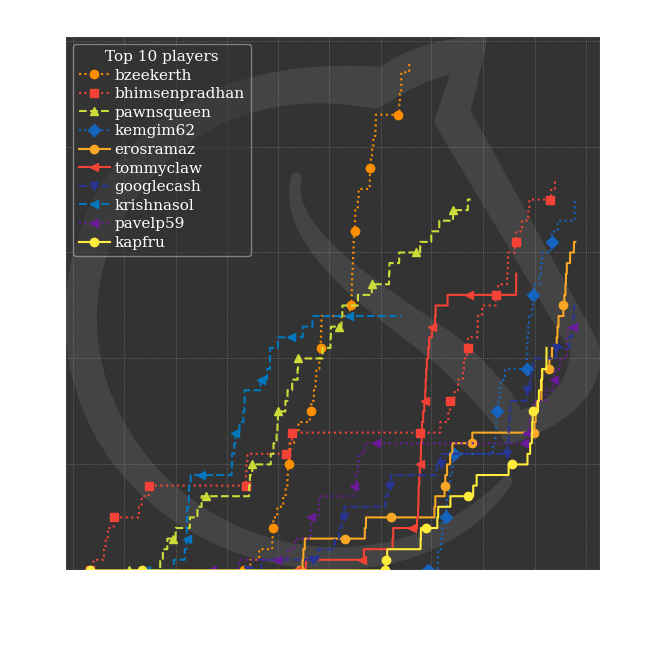 Top 10 players
bzeekerth
bhimsenpradhan
pawnsqueen
kemgim62
erosramaz
tommyclaw
googlecash
krishnasol
pavelp59
kapfru